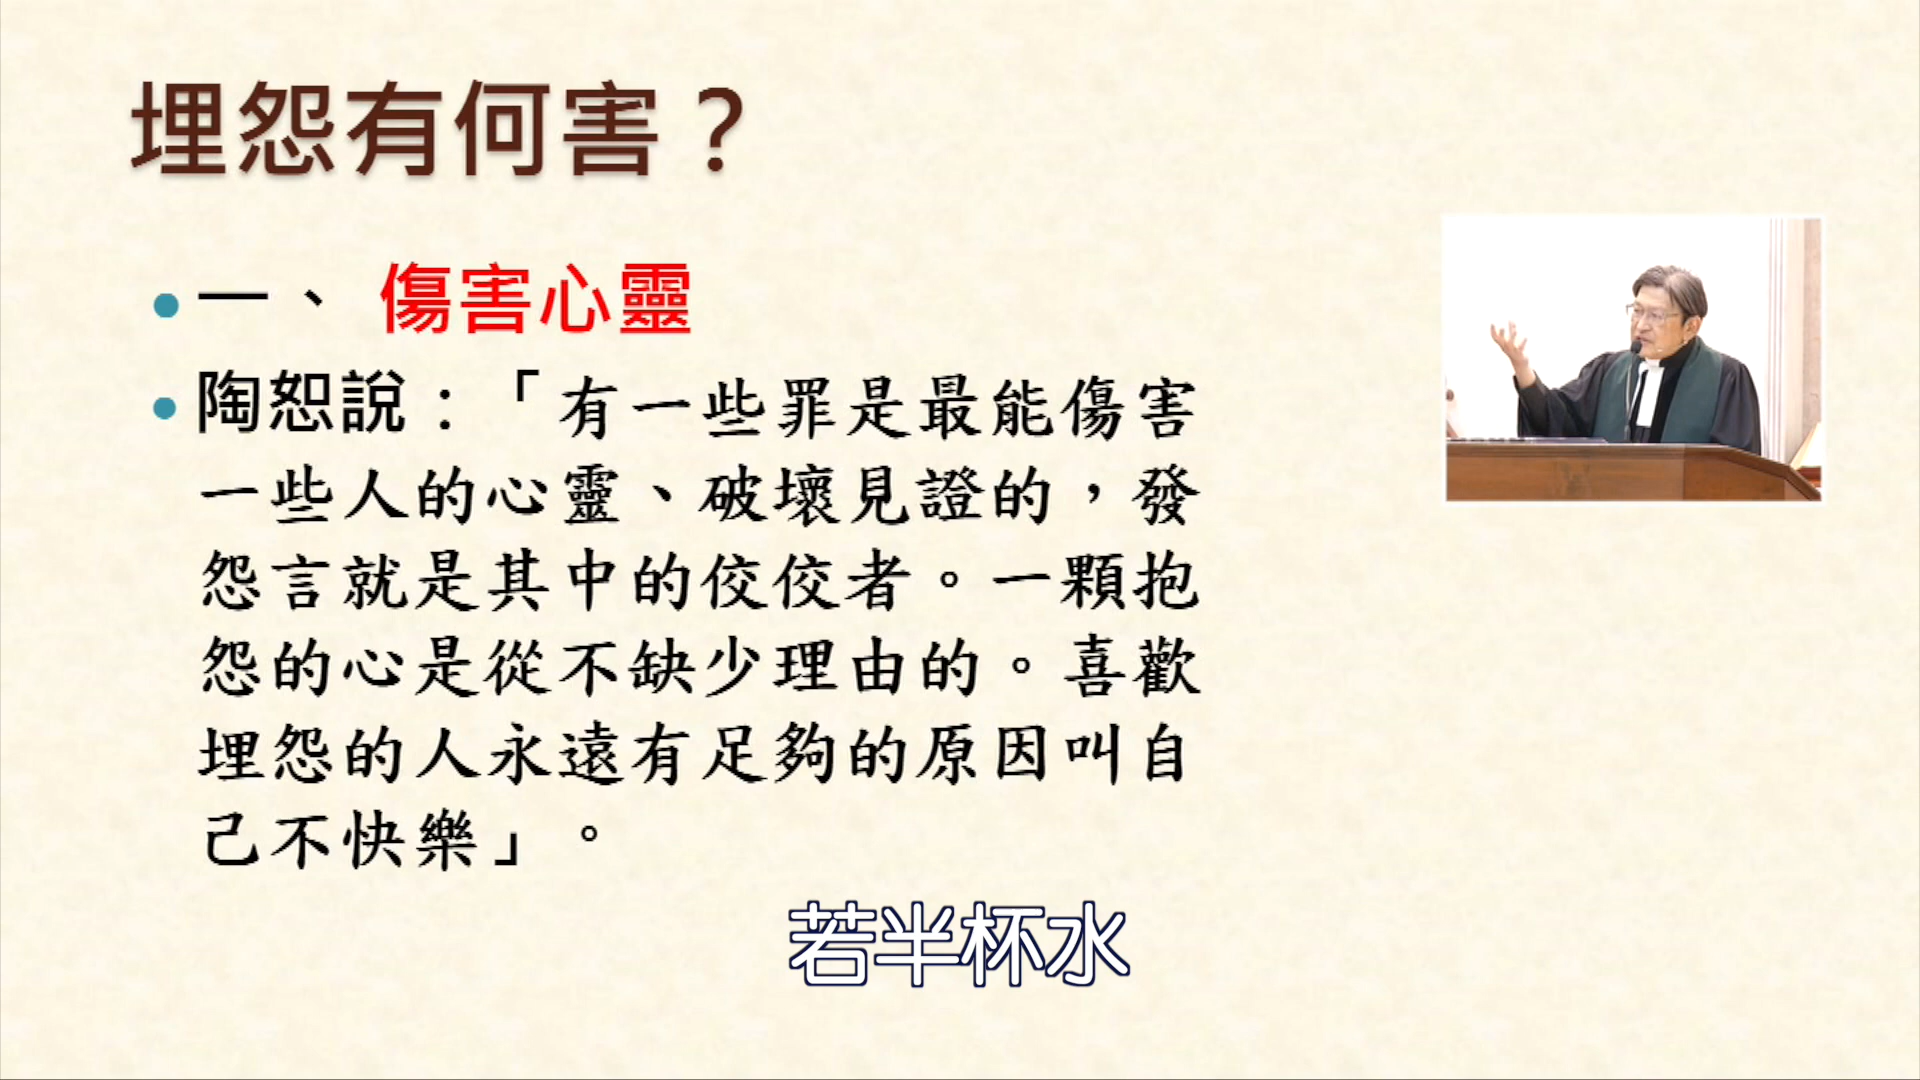 埋怨有何害？
一、 傷害心靈
陶恕說：「有一些罪是最能傷害
一些人的心靈、破壞見證的，發
怨言就是其中的佼佼者。一顆抱
怨的心是從不缺少理由的。喜歡
埋怨的人永遠有足夠的原因叫自
己不快樂」。
若半杯水